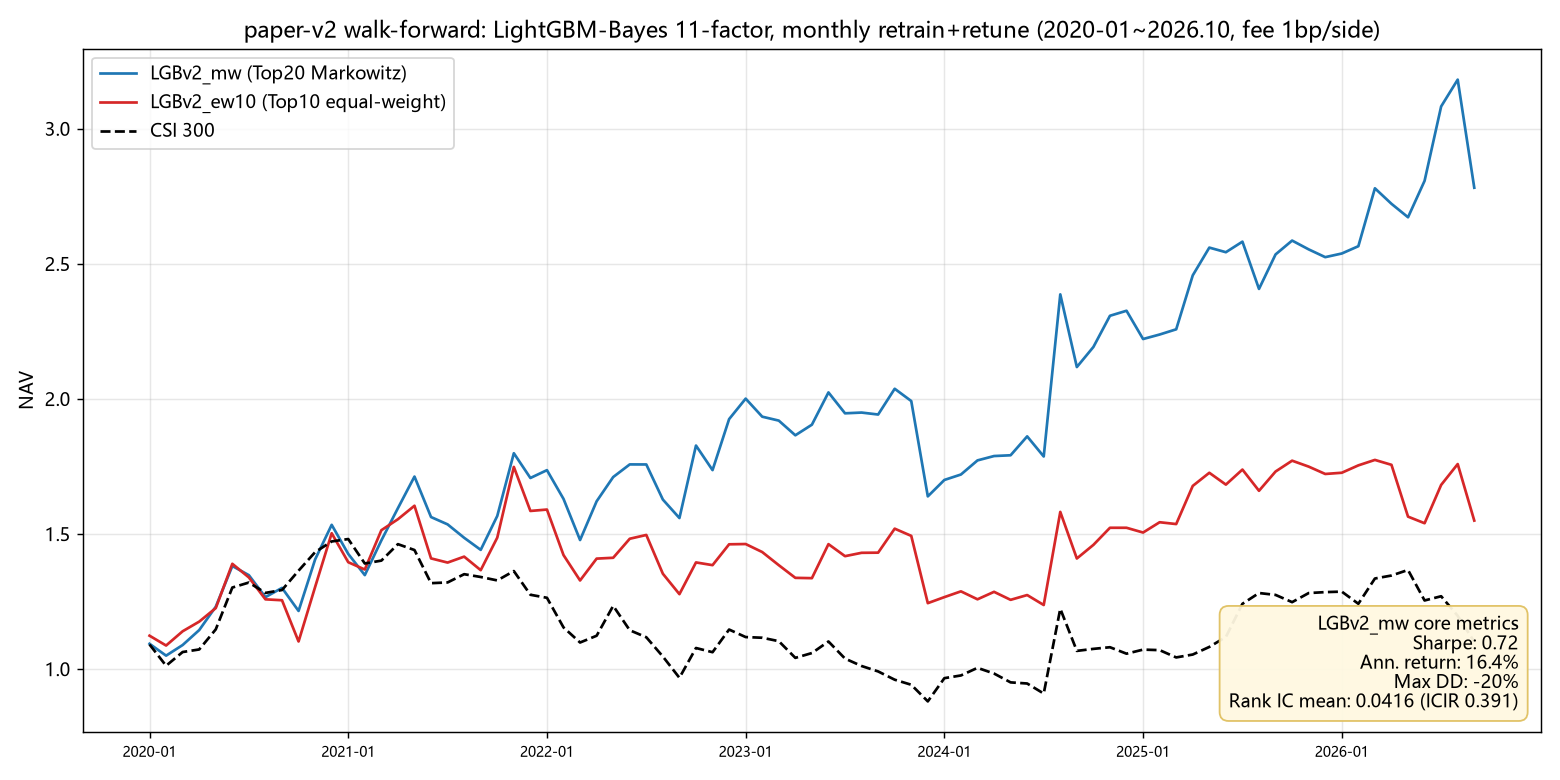 paper-v2 walk-forward: LightGBM-Bayes 11-factor, monthly retrain+retune (2020-01~2026.10, fee 1bp/side)
LGBv2_mw (Top20 Markowitz)
LGBv2_ew10 (Top10 equal-weight)
CSI 300
NAV
3.0
2.5
2.0
1.5
1.0
LGBv2_mw core metrics
Sharpe: 0.72
Ann. return: 16.4%
Max DD: -20%
Rank IC mean: 0.0416 (ICIR 0.391)
2020-01
2021-01
2022-01
2023-01
2024-01
2025-01
2026-01